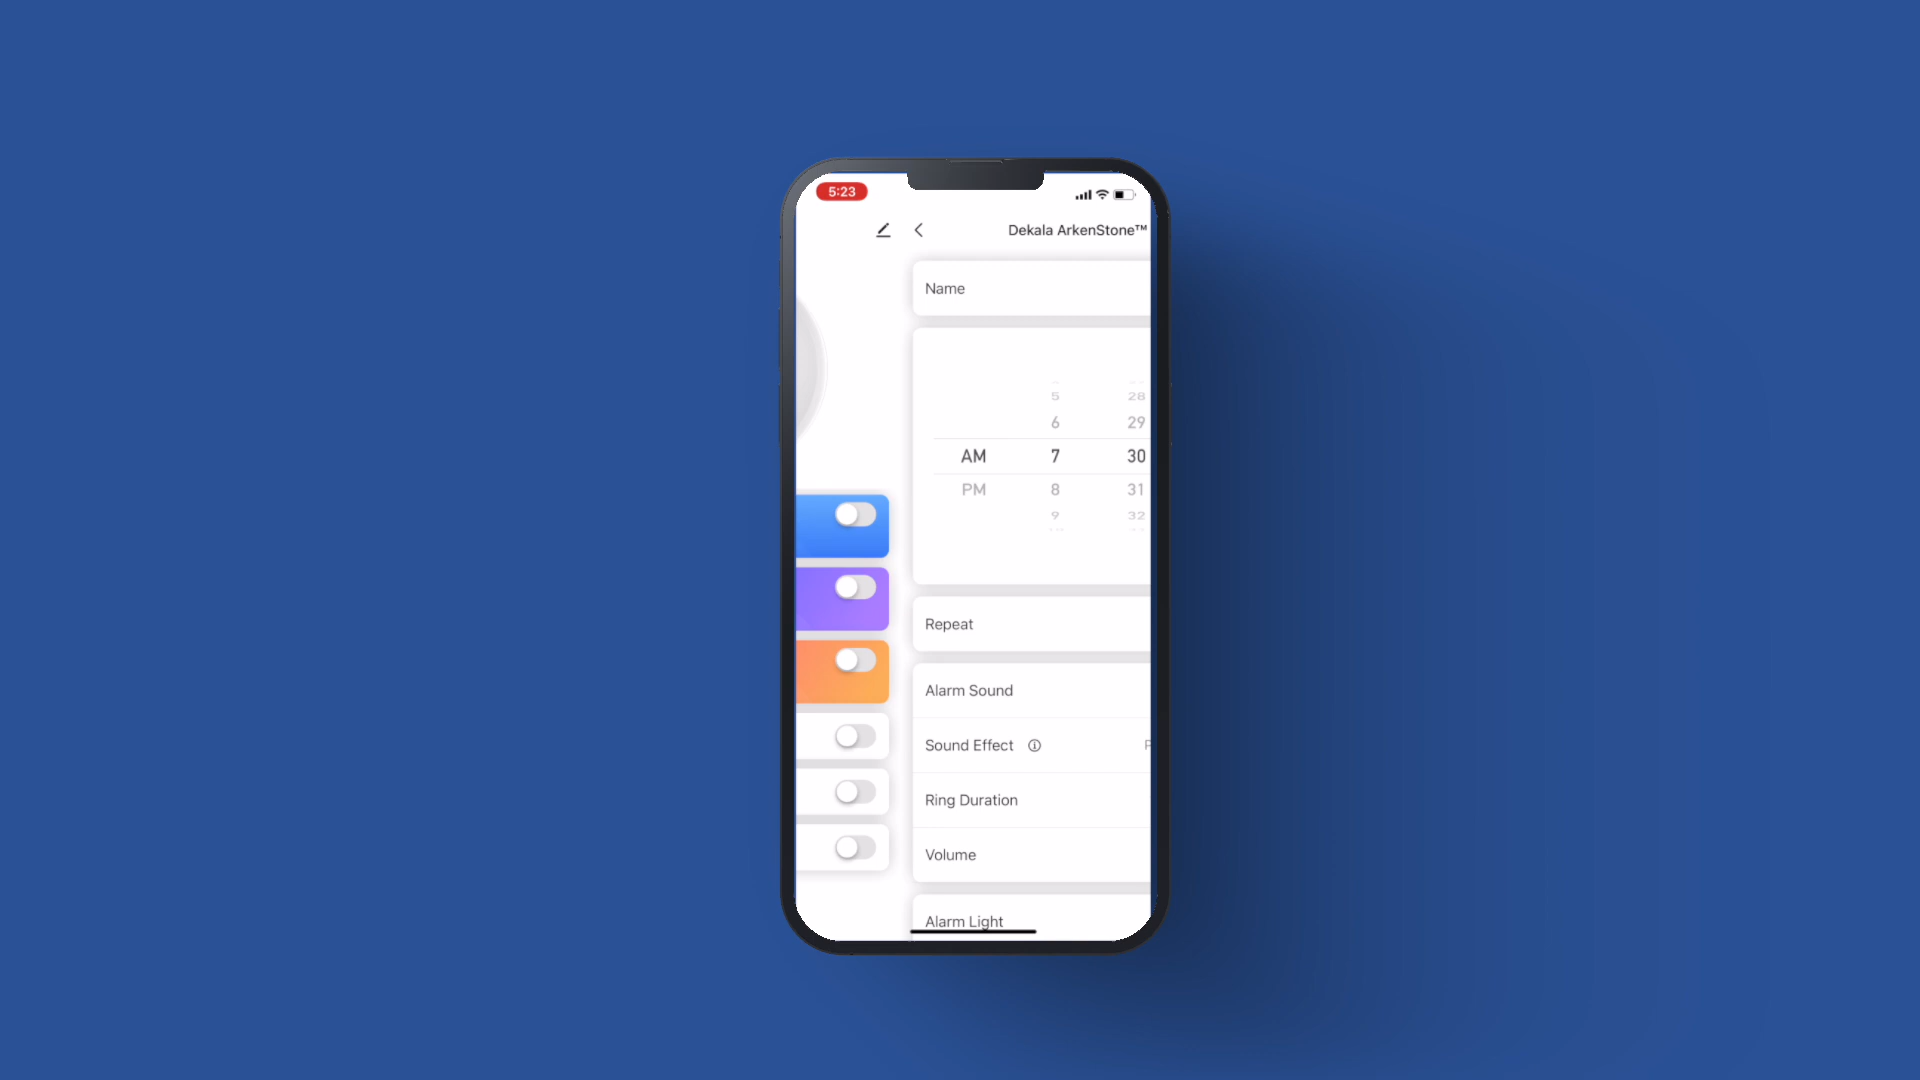 5:23
Dekala ArkenStone™
Name
5 28
6 29
AM 7 30
PM 8 31
9 32
Repeat
Alarm Sound
Sound Effect
Ring Duration
Volume
Alarm Light